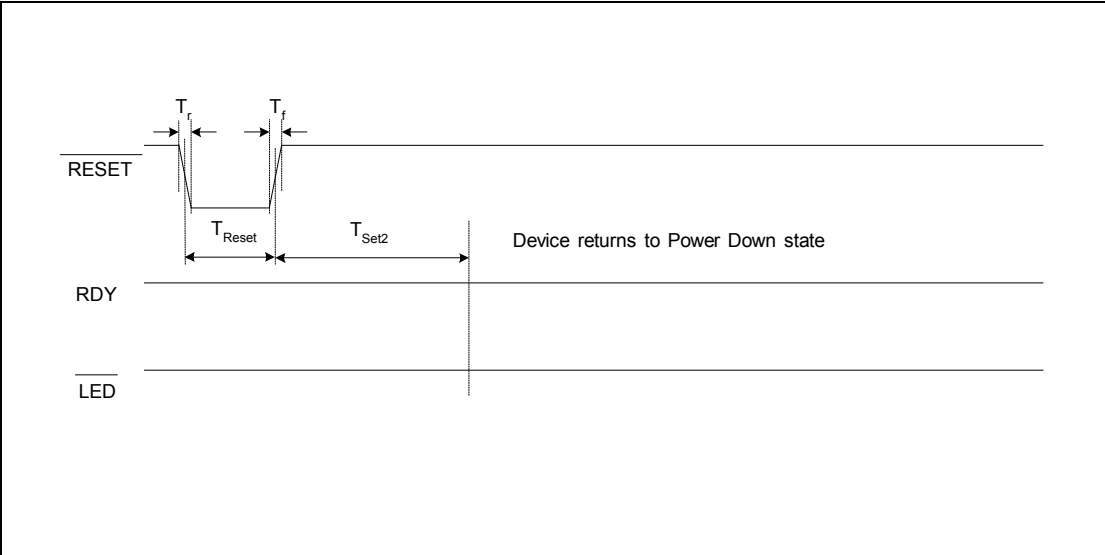 Tr Tf
RESET
TReset TSet2
Device returns to Power Down state
RDY
LED